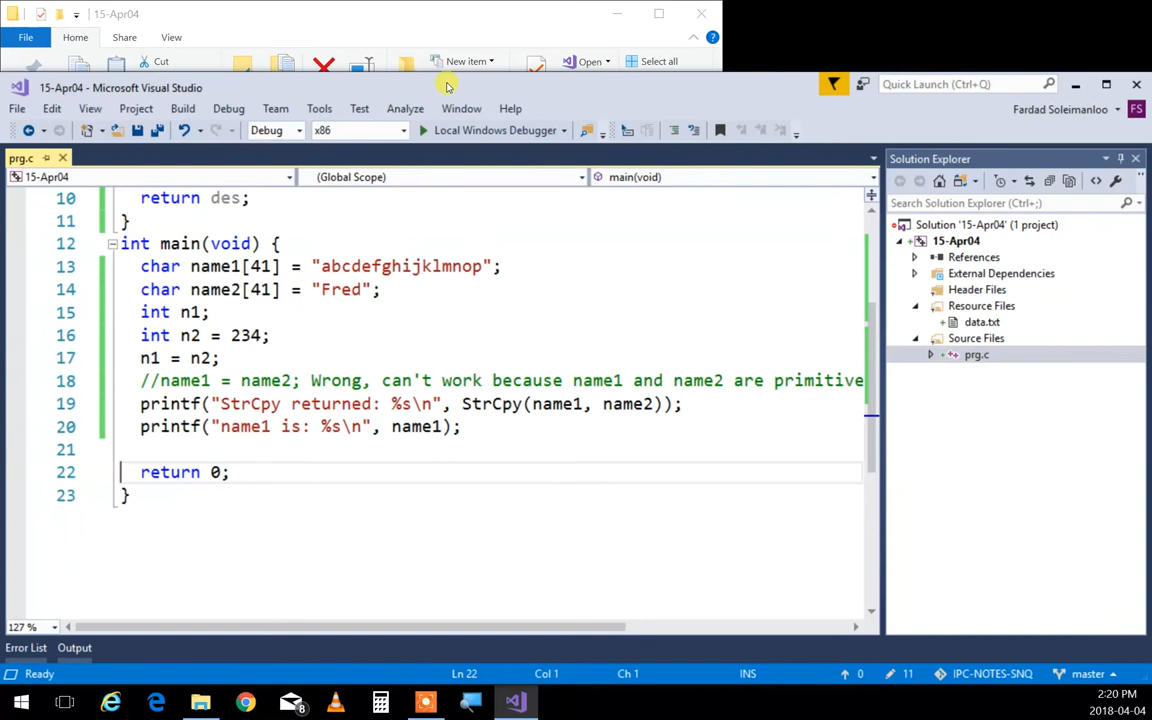 15-Apr04
File Home Share View
Cut New item Open Select all
15-Apr04 - Microsoft Visual Studio
Quick Launch (Ctrl+Q)
File Edit View Project Build Debug Team Tools Test Analyze Window Help
Fardad Soleimanloo FS
Debug x86 Local Windows Debugger
prg.c
Solution Explorer
15-Apr04 (Global Scope) main(void)
Search Solution Explorer (Ctrl+;)
Solution '15-Apr04' (1 project)
15-Apr04
References
External Dependencies
Header Files
Resource Files
data.txt
Source Files
prg.c
10 return des;
11 }
12 int main(void) {
13 char name1[41] = "abcdefghijklmnop";
14 char name2[41] = "Fred";
15 int n1;
16 int n2 = 234;
17 n1 = n2;
18 //name1 = name2; Wrong, can't work because name1 and name2 are primitive
19 printf("StrCpy returned: %s\n", StrCpy(name1, name2));
20 printf("name1 is: %s\n", name1);
21
22 return 0;
23 }
127 %
Error List Output
Ready Ln 22 Col 1 Ch 1 INS 0 11 IPC-NOTES-SNQ master
8
2:20 PM
2018-04-04